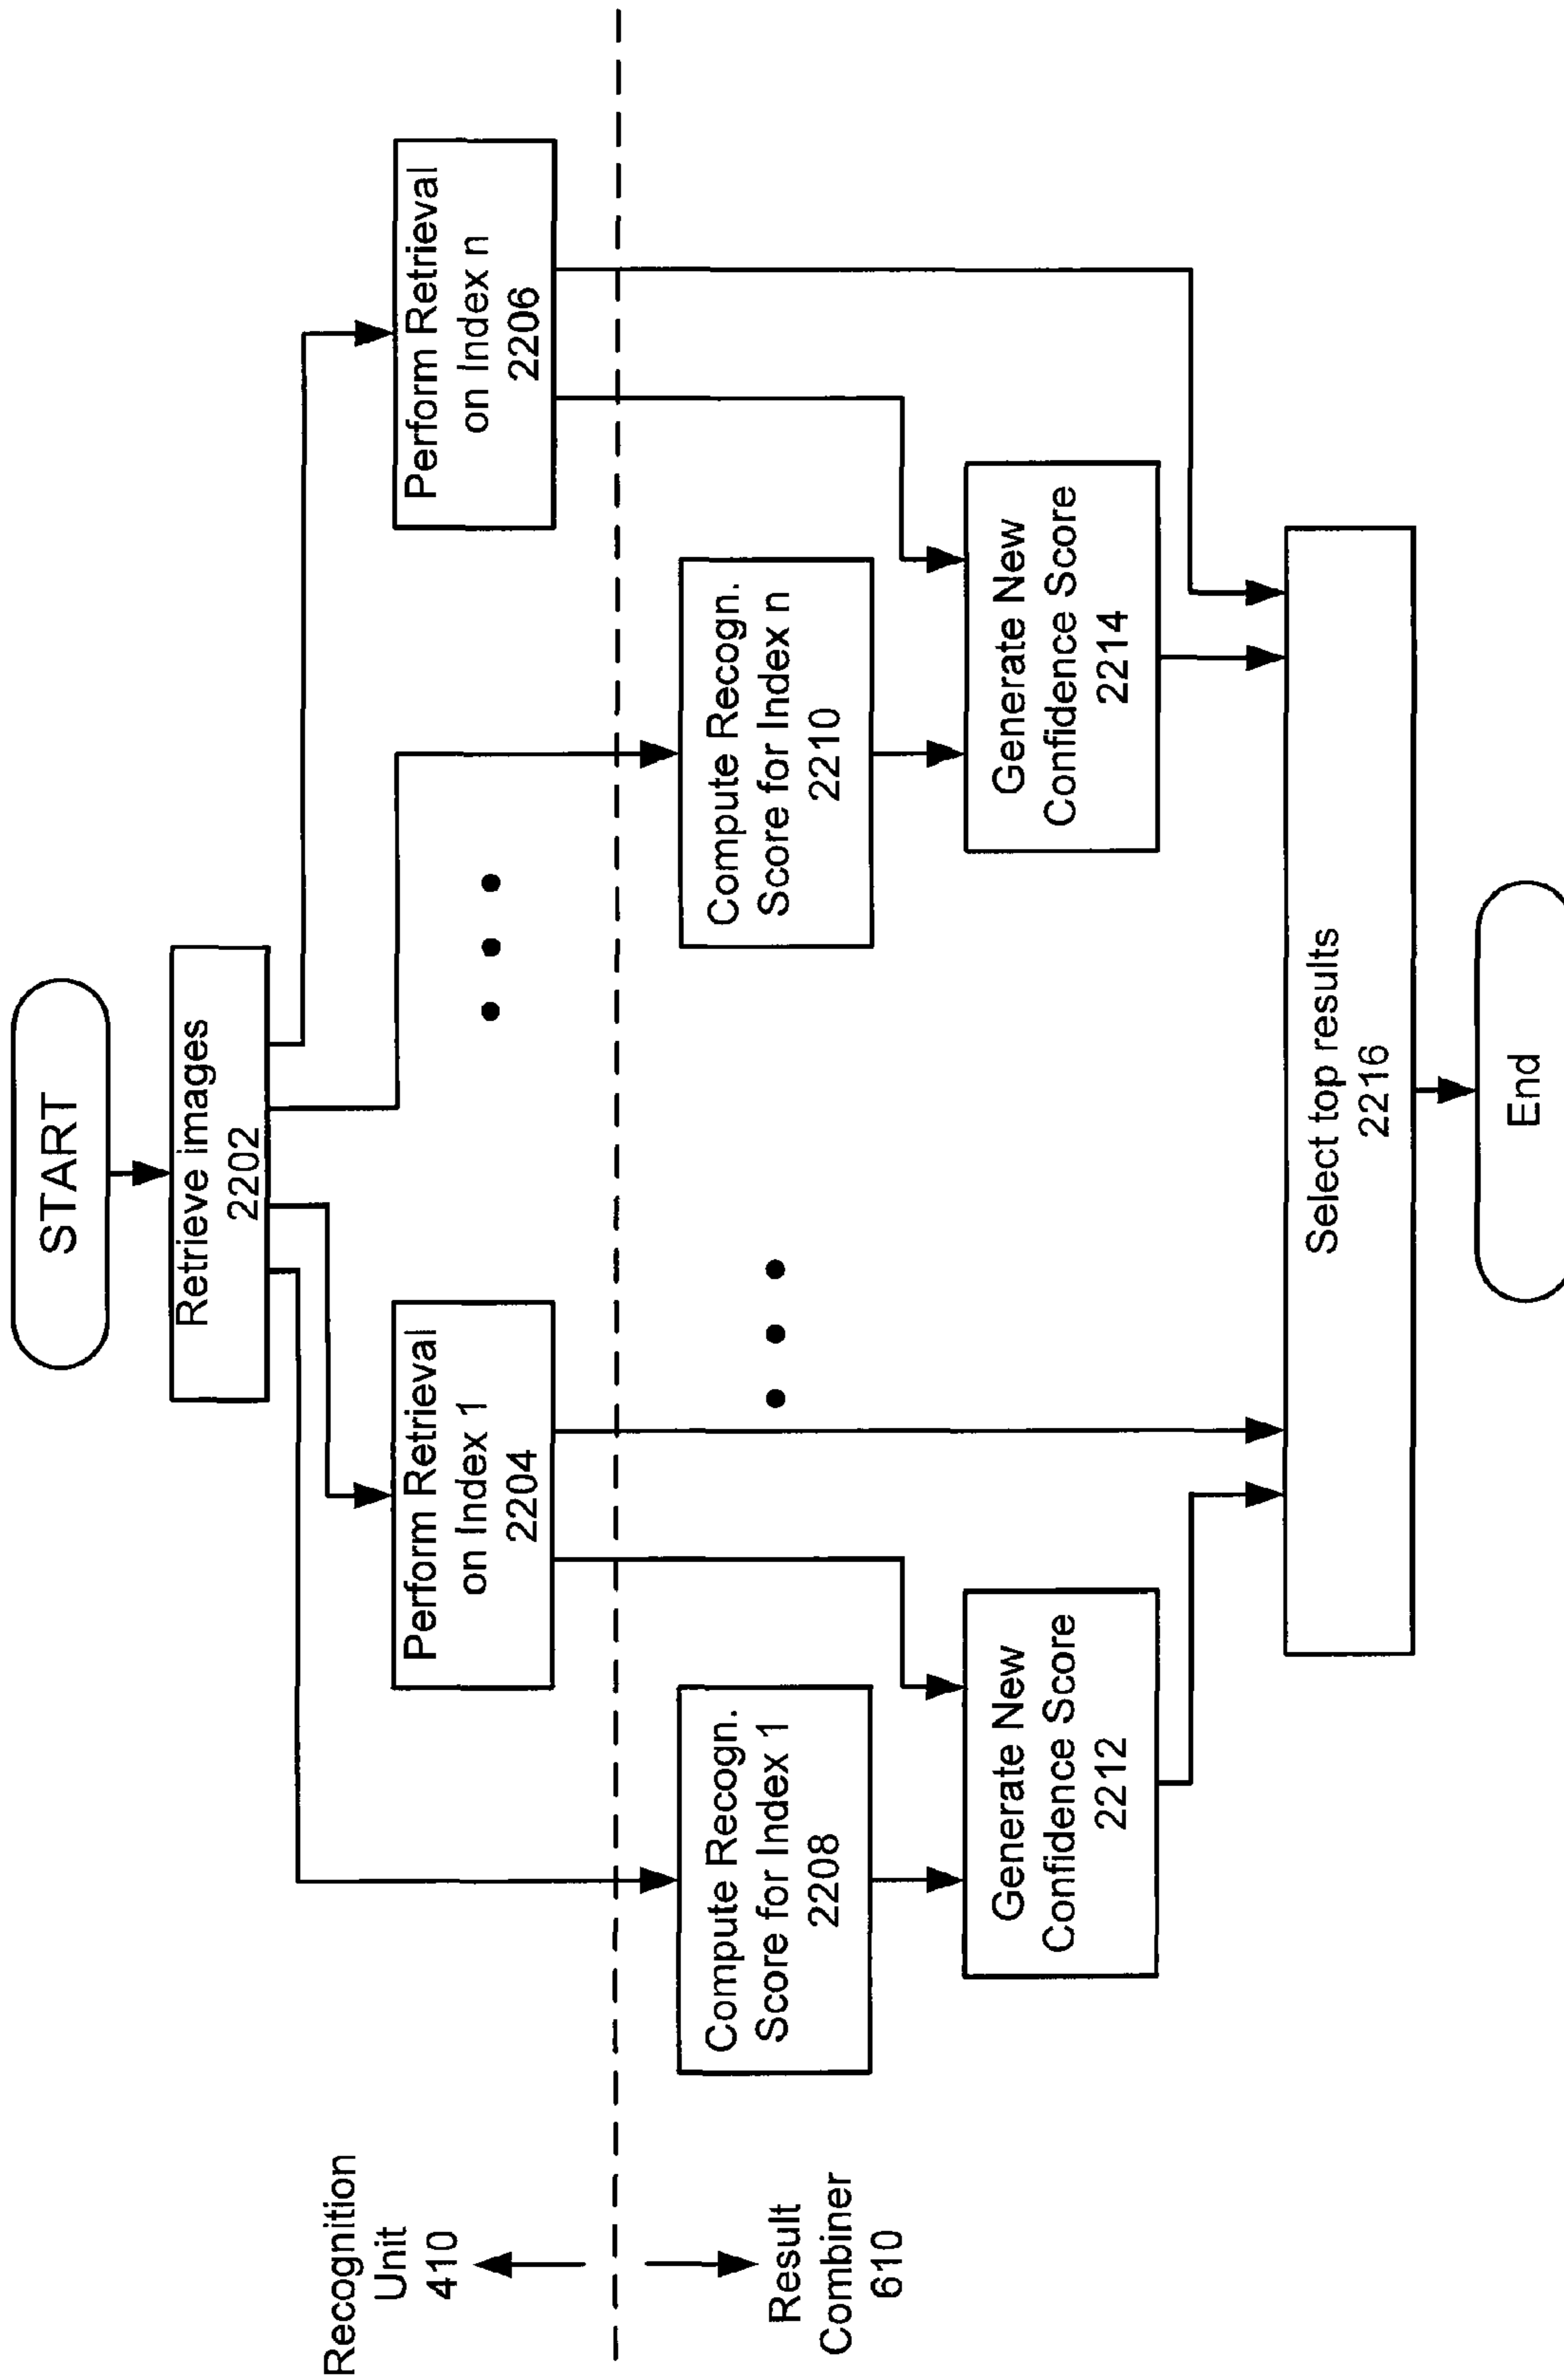 START
Retrieve images
2202
Perform Retrieval
on Index 1
2204
Perform Retrieval
on Index n
2206
Recognition
Unit
410
Result
Combiner
610
Compute Recogn.
Score for Index 1
2208
Compute Recogn.
Score for Index n
2210
Generate New
Confidence Score
2212
Generate New
Confidence Score
2214
Select top results
2216
End